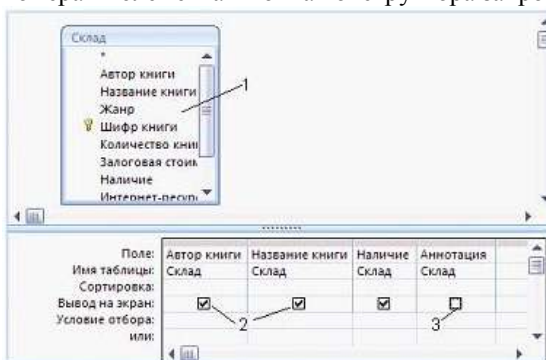 Склад
*
Автор книги
Название книги
1
Жанр
Шифр книги
Количество кни
Залоговая стоим
Наличие
Интернет-ресурс
Поле: Автор книги Название книги Наличие Аннотация
Имя таблицы: Склад Склад Склад Склад
Сортировка:
Вывод на экран:
Условие отбора: 2 3
или: